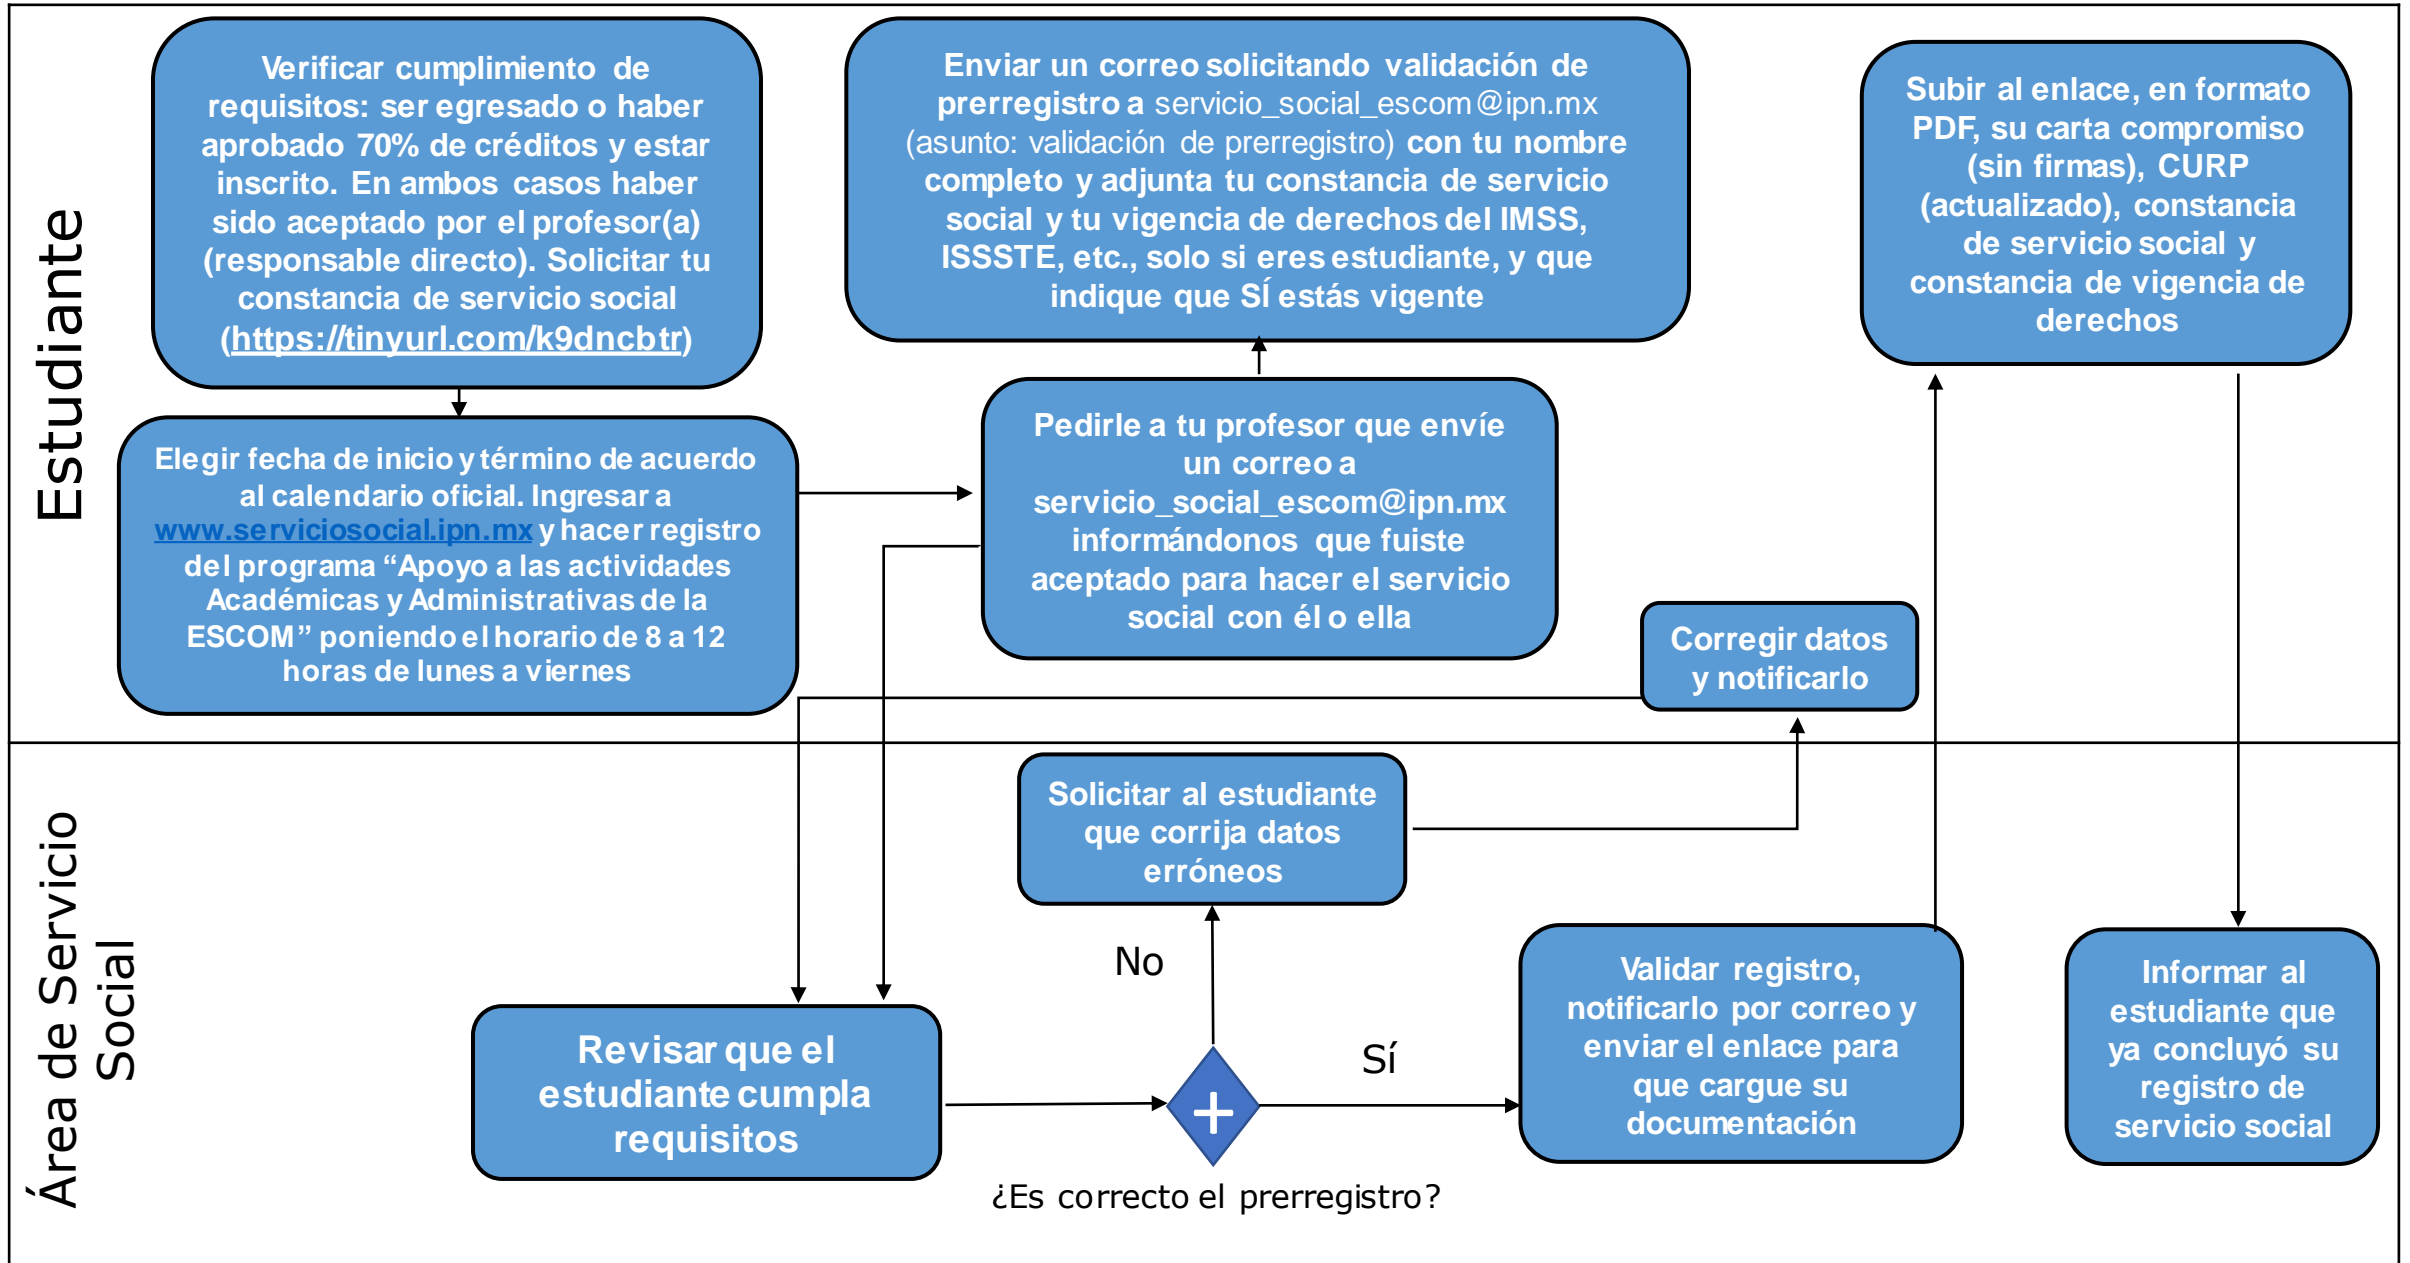 Estudiante
Verificar cumplimiento de
requisitos: ser egresado o haber
aprobado 70% de créditos y estar
inscrito. En ambos casos haber
sido aceptado por el profesor(a)
(responsable directo). Solicitar tu
constancia de servicio social
(https://tinyurl.com/k9dncbtr)
Elegir fecha de inicio y término de acuerdo
al calendario oficial. Ingresar a
www.serviciosocial.ipn.mx y hacer registro
del programa “Apoyo a las actividades
Académicas y Administrativas de la
ESCOM” poniendo el horario de 8 a 12
horas de lunes a viernes
Enviar un correo solicitando validación de
prerregistro a servicio_social_escom@ipn.mx
(asunto: validación de prerregistro) con tu nombre
completo y adjunta tu constancia de servicio
social y tu vigencia de derechos del IMSS,
ISSSTE, etc., solo si eres estudiante, y que
indique que SÍ estás vigente
Pedirle a tu profesor que envíe
un correo a
servicio_social_escom@ipn.mx
informándonos que fuiste
aceptado para hacer el servicio
social con él o ella
Subir al enlace, en formato
PDF, su carta compromiso
(sin firmas), CURP
(actualizado), constancia
de servicio social y
constancia de vigencia de
derechos
Corregir datos
y notificarlo
Área de Servicio
Social
Solicitar al estudiante
que corrija datos
erróneos
No
Sí
Revisar que el
estudiante cumpla
requisitos
¿Es correcto el prerregistro?
Validar registro,
notificarlo por correo y
enviar el enlace para
que cargue su
documentación
Informar al
estudiante que
ya concluyó su
registro de
servicio social